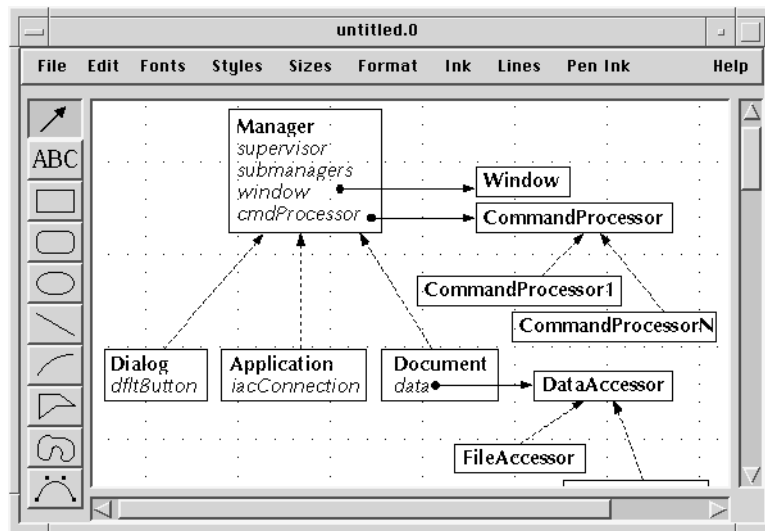 untitled.0
File Edit Fonts Styles Sizes Format Ink Lines Pen Ink Help
ABC
Manager
supervisor
submanagers
window
cmdProcessor
Window
CommandProcessor
CommandProcessor1
CommandProcessorN
Dialog
dfltButton
Application
iacConnection
Document
data
DataAccessor
FileAccessor